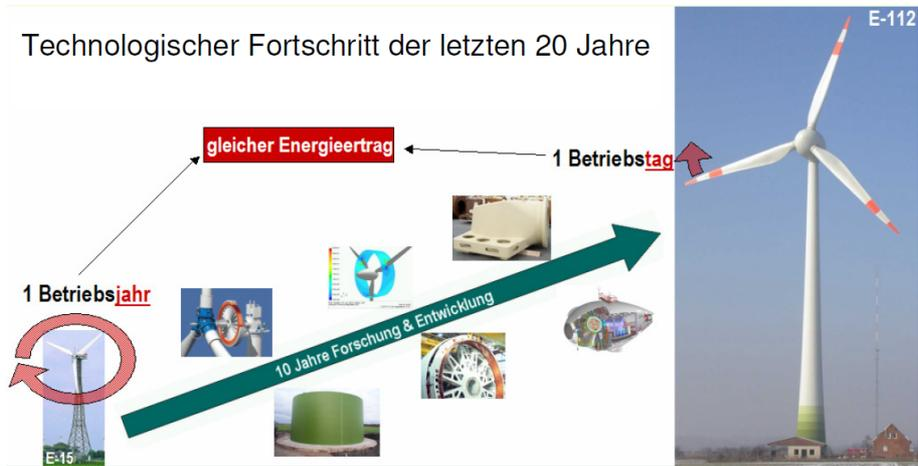 Technologischer Fortschritt der letzten 20 Jahre
E-112
gleicher Energieertrag
1 Betriebstag
1 Betriebsjahr
10 Jahre Forschung & Entwicklung
E-15